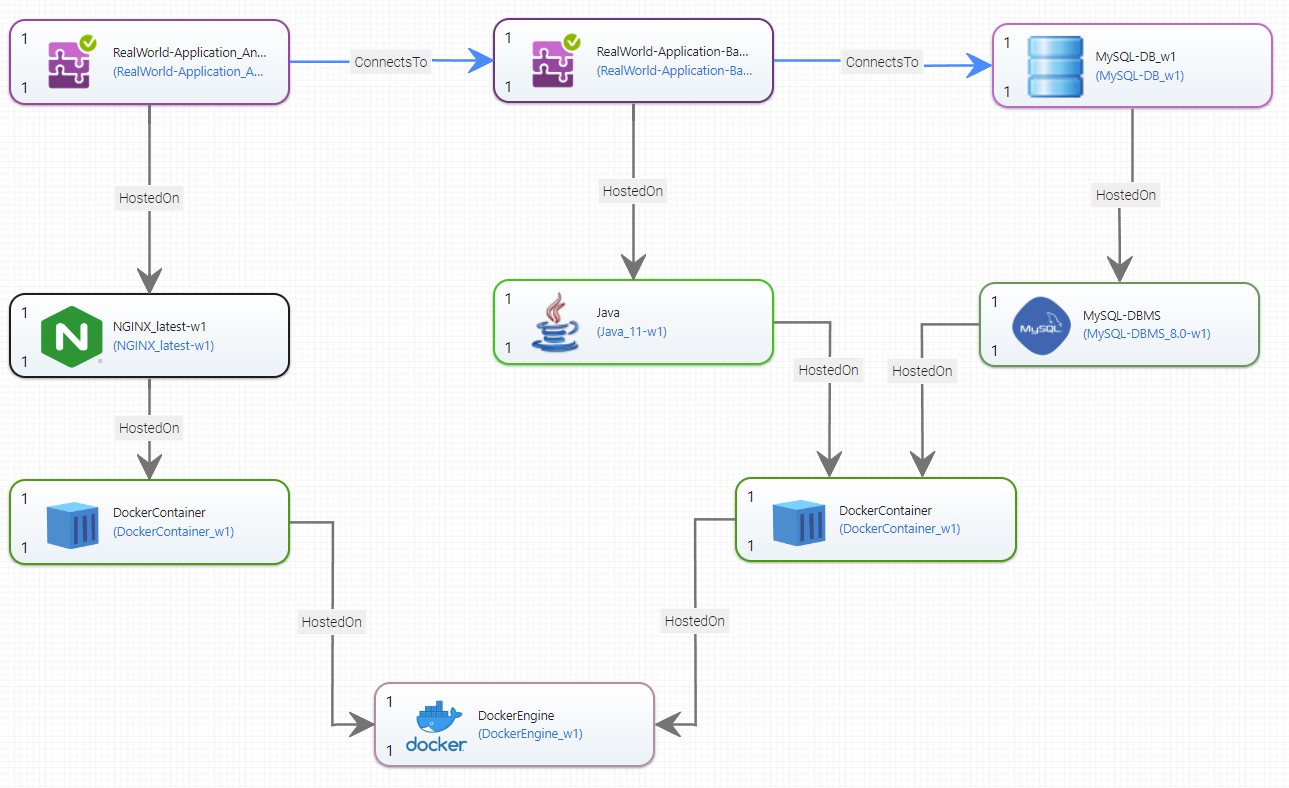 1
RealWorld-Application_An...
(RealWorld-Application_A...
1
ConnectsTo
1
RealWorld-Application-Ba...
(RealWorld-Application-Ba...
1
ConnectsTo
1
MySQL-DB_w1
(MySQL-DB_w1)
1
HostedOn
HostedOn
HostedOn
1
NGINX_latest-w1
(NGINX_latest-w1)
1
N
1
Java
(Java_11-w1)
1
1
MySQL
MySQL-DBMS
(MySQL-DBMS_8.0-w1)
1
HostedOn
HostedOn
HostedOn
1
DockerContainer
(DockerContainer_w1)
1
1
DockerContainer
(DockerContainer_w1)
1
HostedOn
HostedOn
1
DockerEngine
(DockerEngine_w1)
docker
1